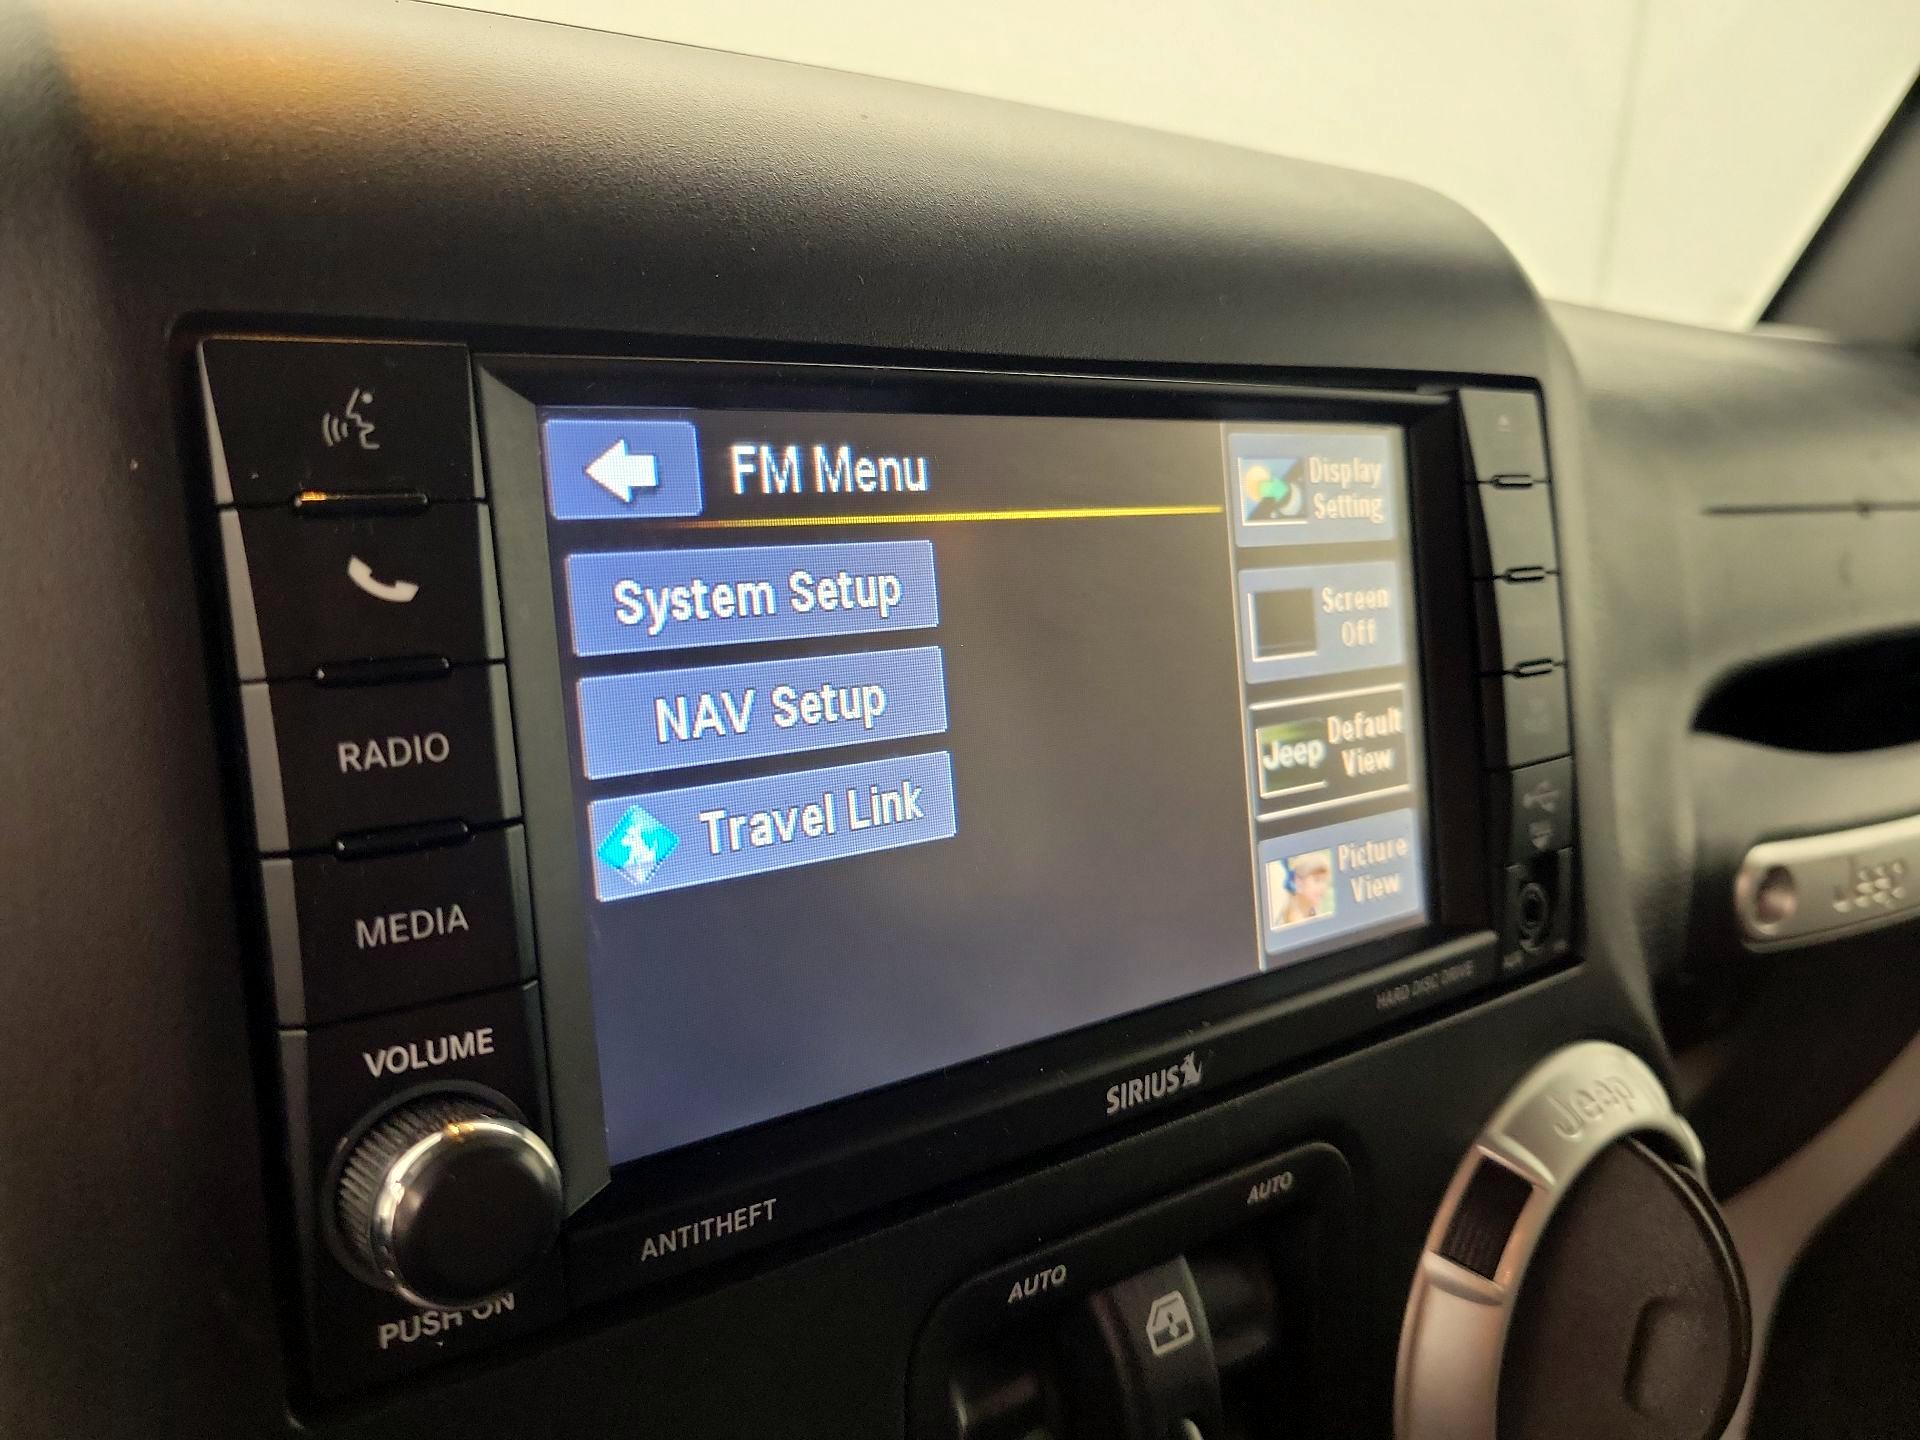 FM Menu
System Setup
NAV Setup
Travel Link
Display
Setting
Screen
Off
Jeep
Default
View
Picture
View
RADIO
MEDIA
VOLUME
PUSH ON
ANTITHEFT
SIRIUS
HARD DISC DRIVE
AUTO
AUTO
Jeep
Jeep